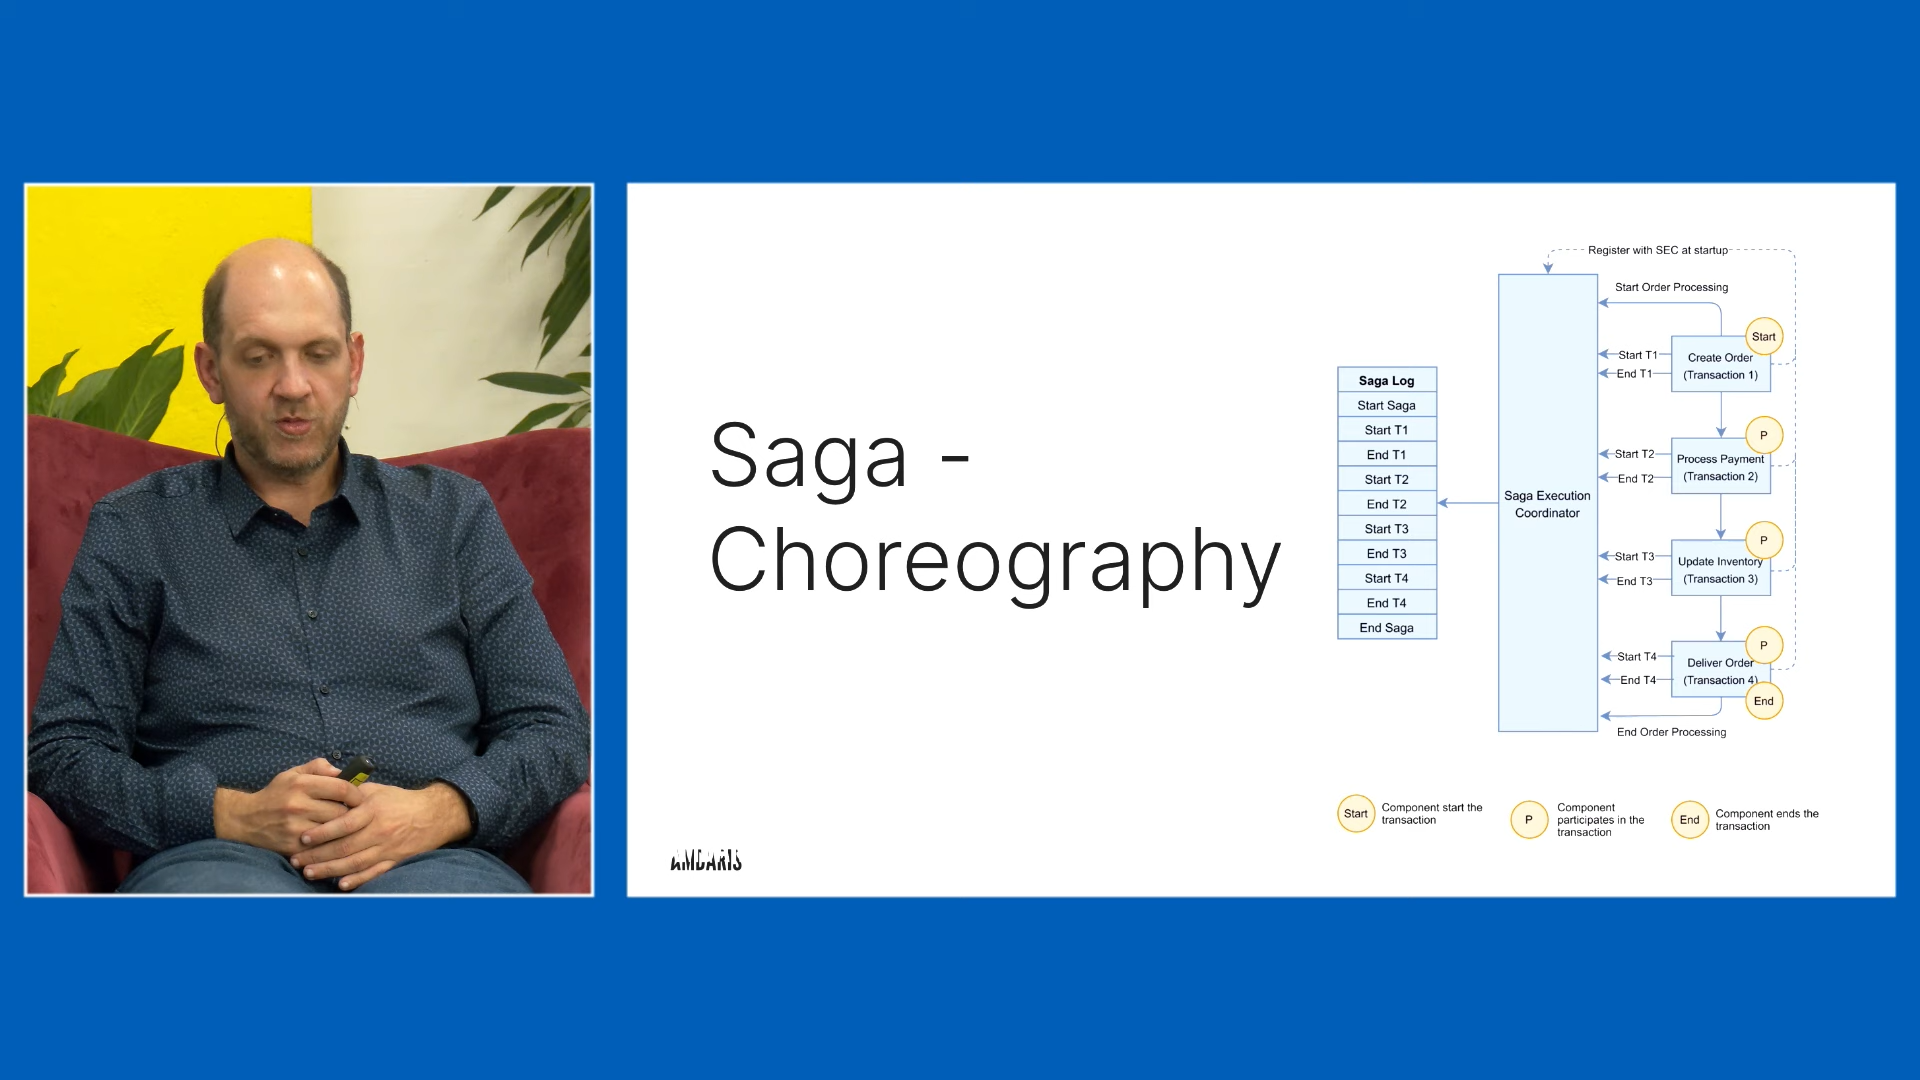 Saga -
Choreography
Register with SEC at startup
Start Order Processing
Start
Create Order
(Transaction 1)
Start T1
End T1
P
Process Payment
(Transaction 2)
Start T2
End T2
P
Update Inventory
(Transaction 3)
Start T3
End T3
P
Deliver Order
(Transaction 4)
Start T4
End T4
End
End Order Processing
Saga Execution
Coordinator
Saga Log
Start Saga
Start T1
End T1
Start T2
End T2
Start T3
End T3
Start T4
End T4
End Saga
Start
Component start the
transaction
P
Component
participates in the
transaction
End
Component ends the
transaction
AMDARIS